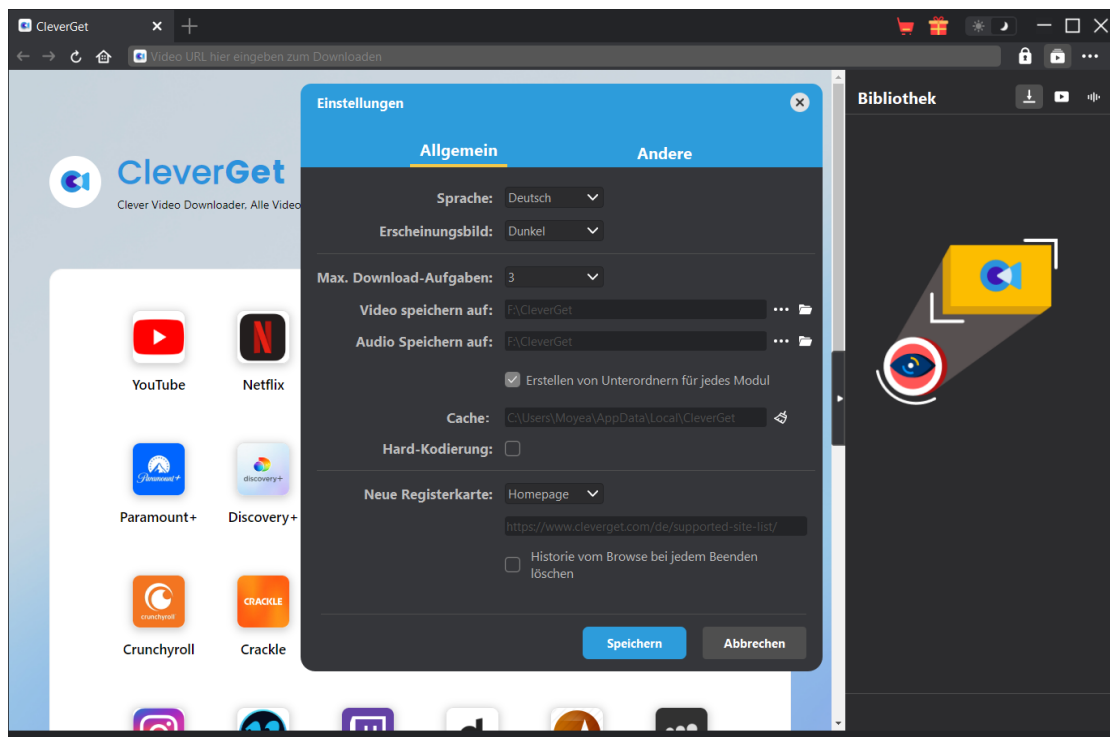 CleverGet
Video URL hier eingeben zum Downloaden
Einstellungen
Allgemein
Andere
Bibliothek
CleverGet
Clever Video Downloader, Alle Video
Sprache: Deutsch
Erscheinungsbild: Dunkel
Max. Download-Aufgaben: 3
Video speichern auf: F:\CleverGet
Audio Speichern auf: F:\CleverGet
Erstellen von Unterordnern für jedes Modul
Cache: C:\Users\Moyea\AppData\Local\CleverGet
Hard-Kodierung:
Neue Registerkarte: Homepage
https://www.cleverget.com/de/supported-site-list/
Historie vom Browse bei jedem Beenden
löschen
Speichern
Abbrechen
YouTube
Netflix
Paramount+
discovery+
Paramount+
Discovery+
crunchyroll
CRACKLE
Crunchyroll
Crackle